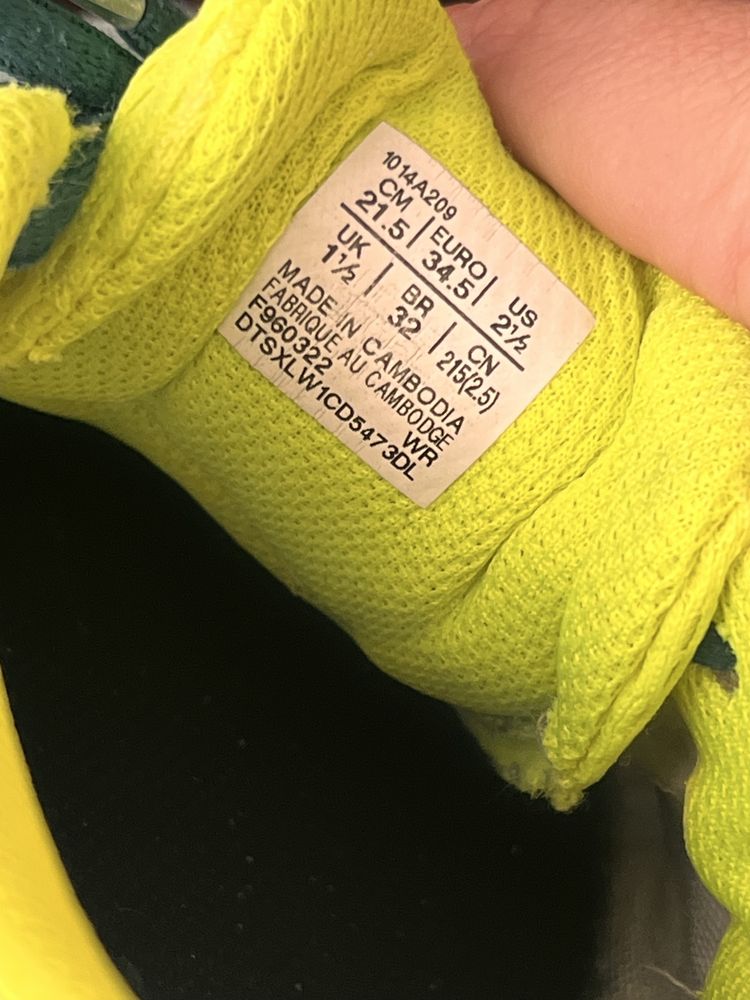 1014A209
CM | EURO | US
21.5 | 34.5 | 2½
UK | BR | CN
1½ | 32 | 215(2.5)
MADE IN CAMBODIA
FABRIQUE AU CAMBODGE
F960322 WR
DTSXLW1CD5473DL